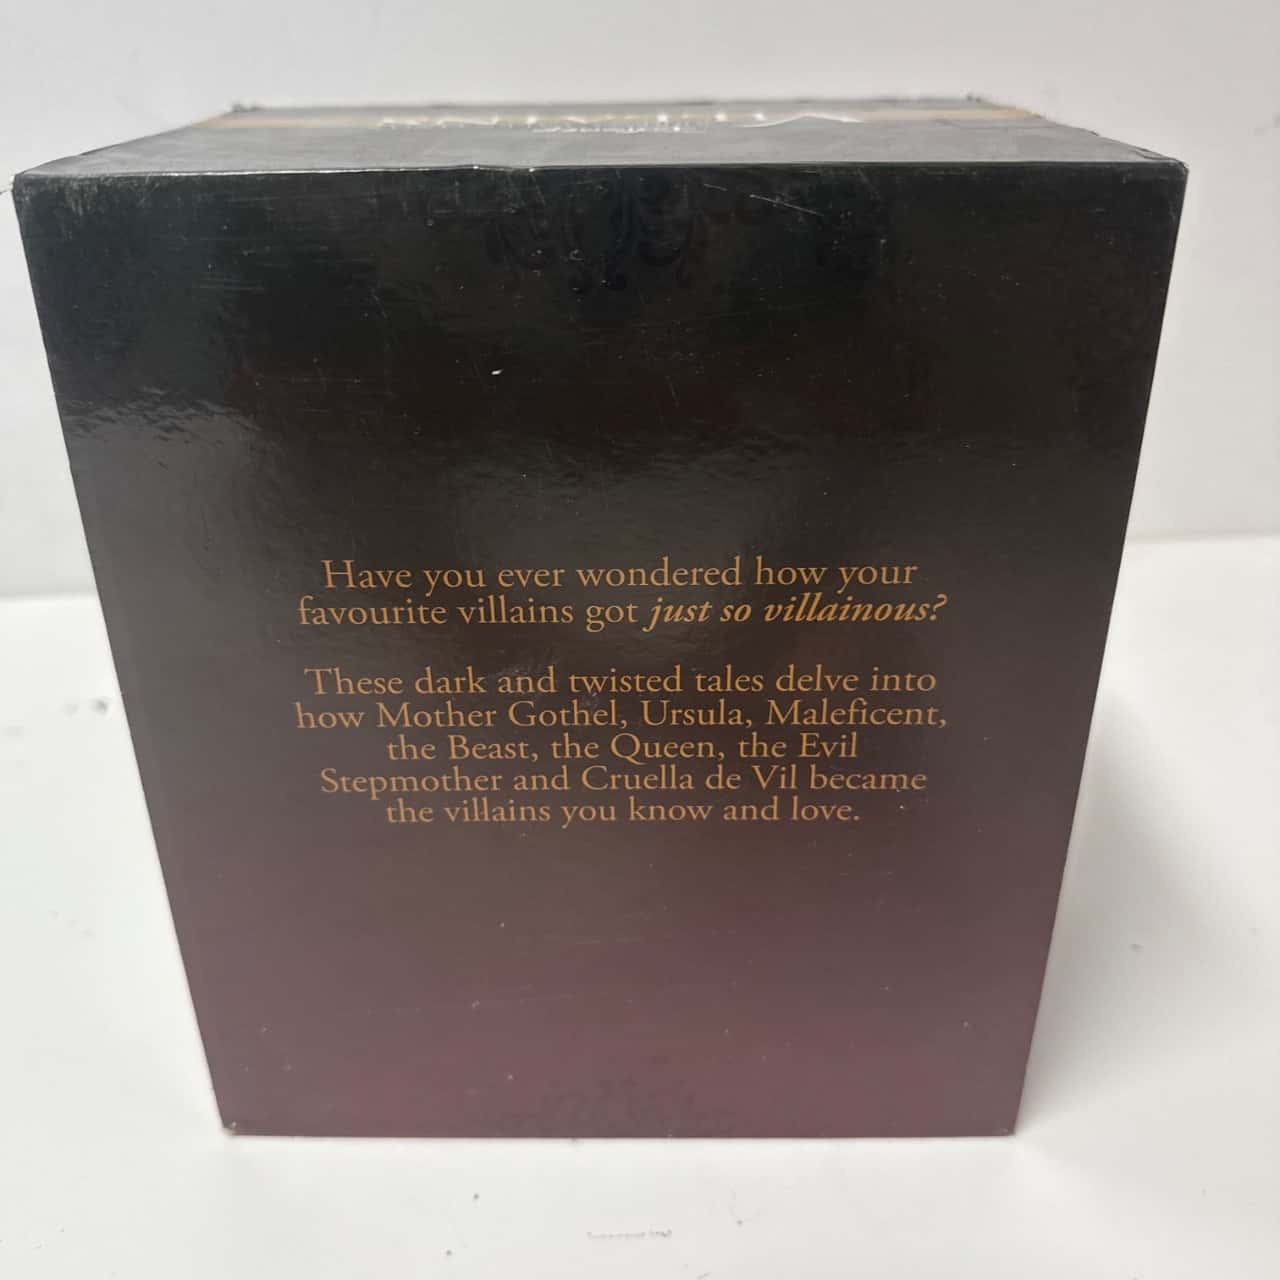 Have you ever wondered how your
favourite villains got just so villainous?
These dark and twisted tales delve into
how Mother Gothel, Ursula, Maleficent,
the Beast, the Queen, the Evil
Stepmother and Cruella de Vil became
the villains you know and love.